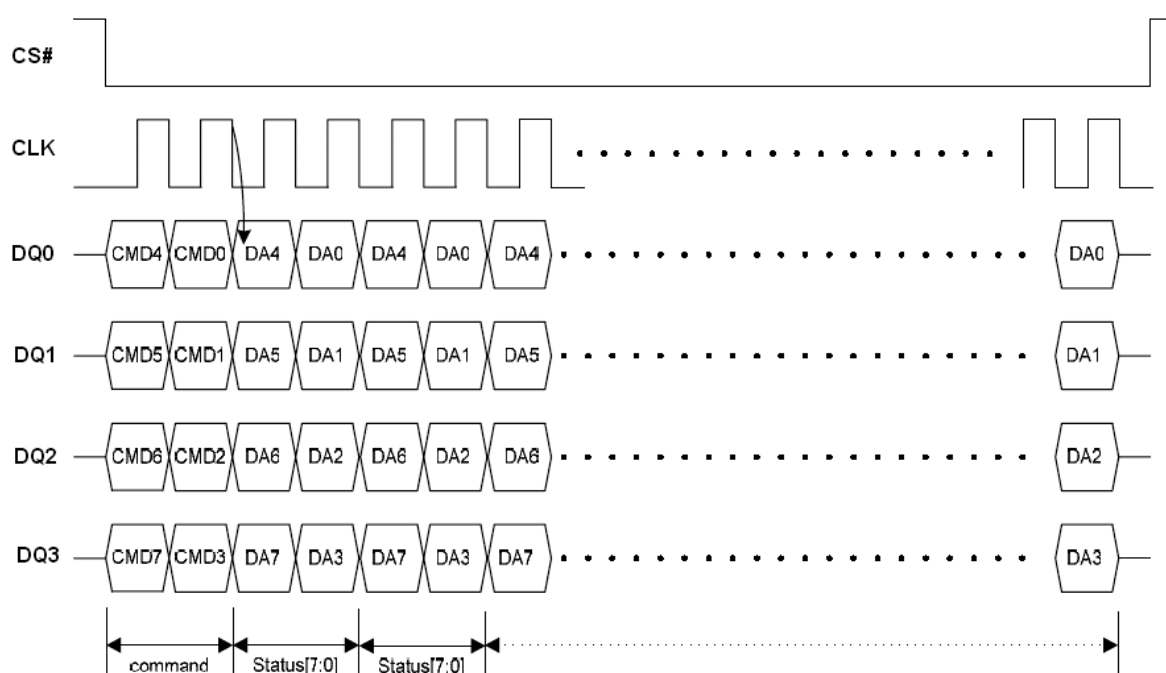 CS#
CLK
DQ0 CMD4 CMD0 DA4 DA0 DA4 DA0 DA4 DA0
DQ1 CMD5 CMD1 DA5 DA1 DA5 DA1 DA5 DA1
DQ2 CMD6 CMD2 DA6 DA2 DA6 DA2 DA6 DA2
DQ3 CMD7 CMD3 DA7 DA3 DA7 DA3 DA7 DA3
command Status[7:0] Status[7:0]